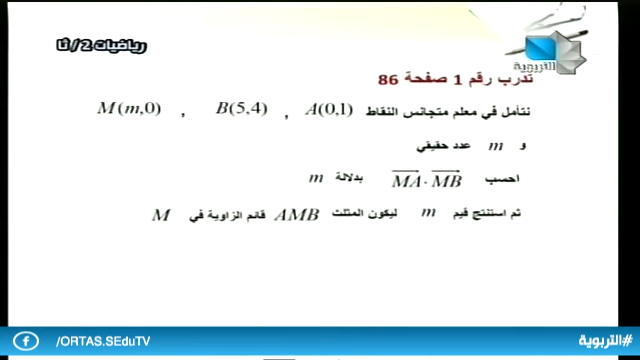 رياضيات /2 ثا
التربوية
تدرب رقم 1 صفحة 86
نتأمل في معلم متجانس النقاط A(0,1) , B(5,4) , M(m,0)
و m عدد حقيقي
احسب MA · MB بدلالة m
ثم استنتج قيم m ليكون المثلث AMB قائم الزاوية في M
/ORTAS.SEduTV
#التربوية